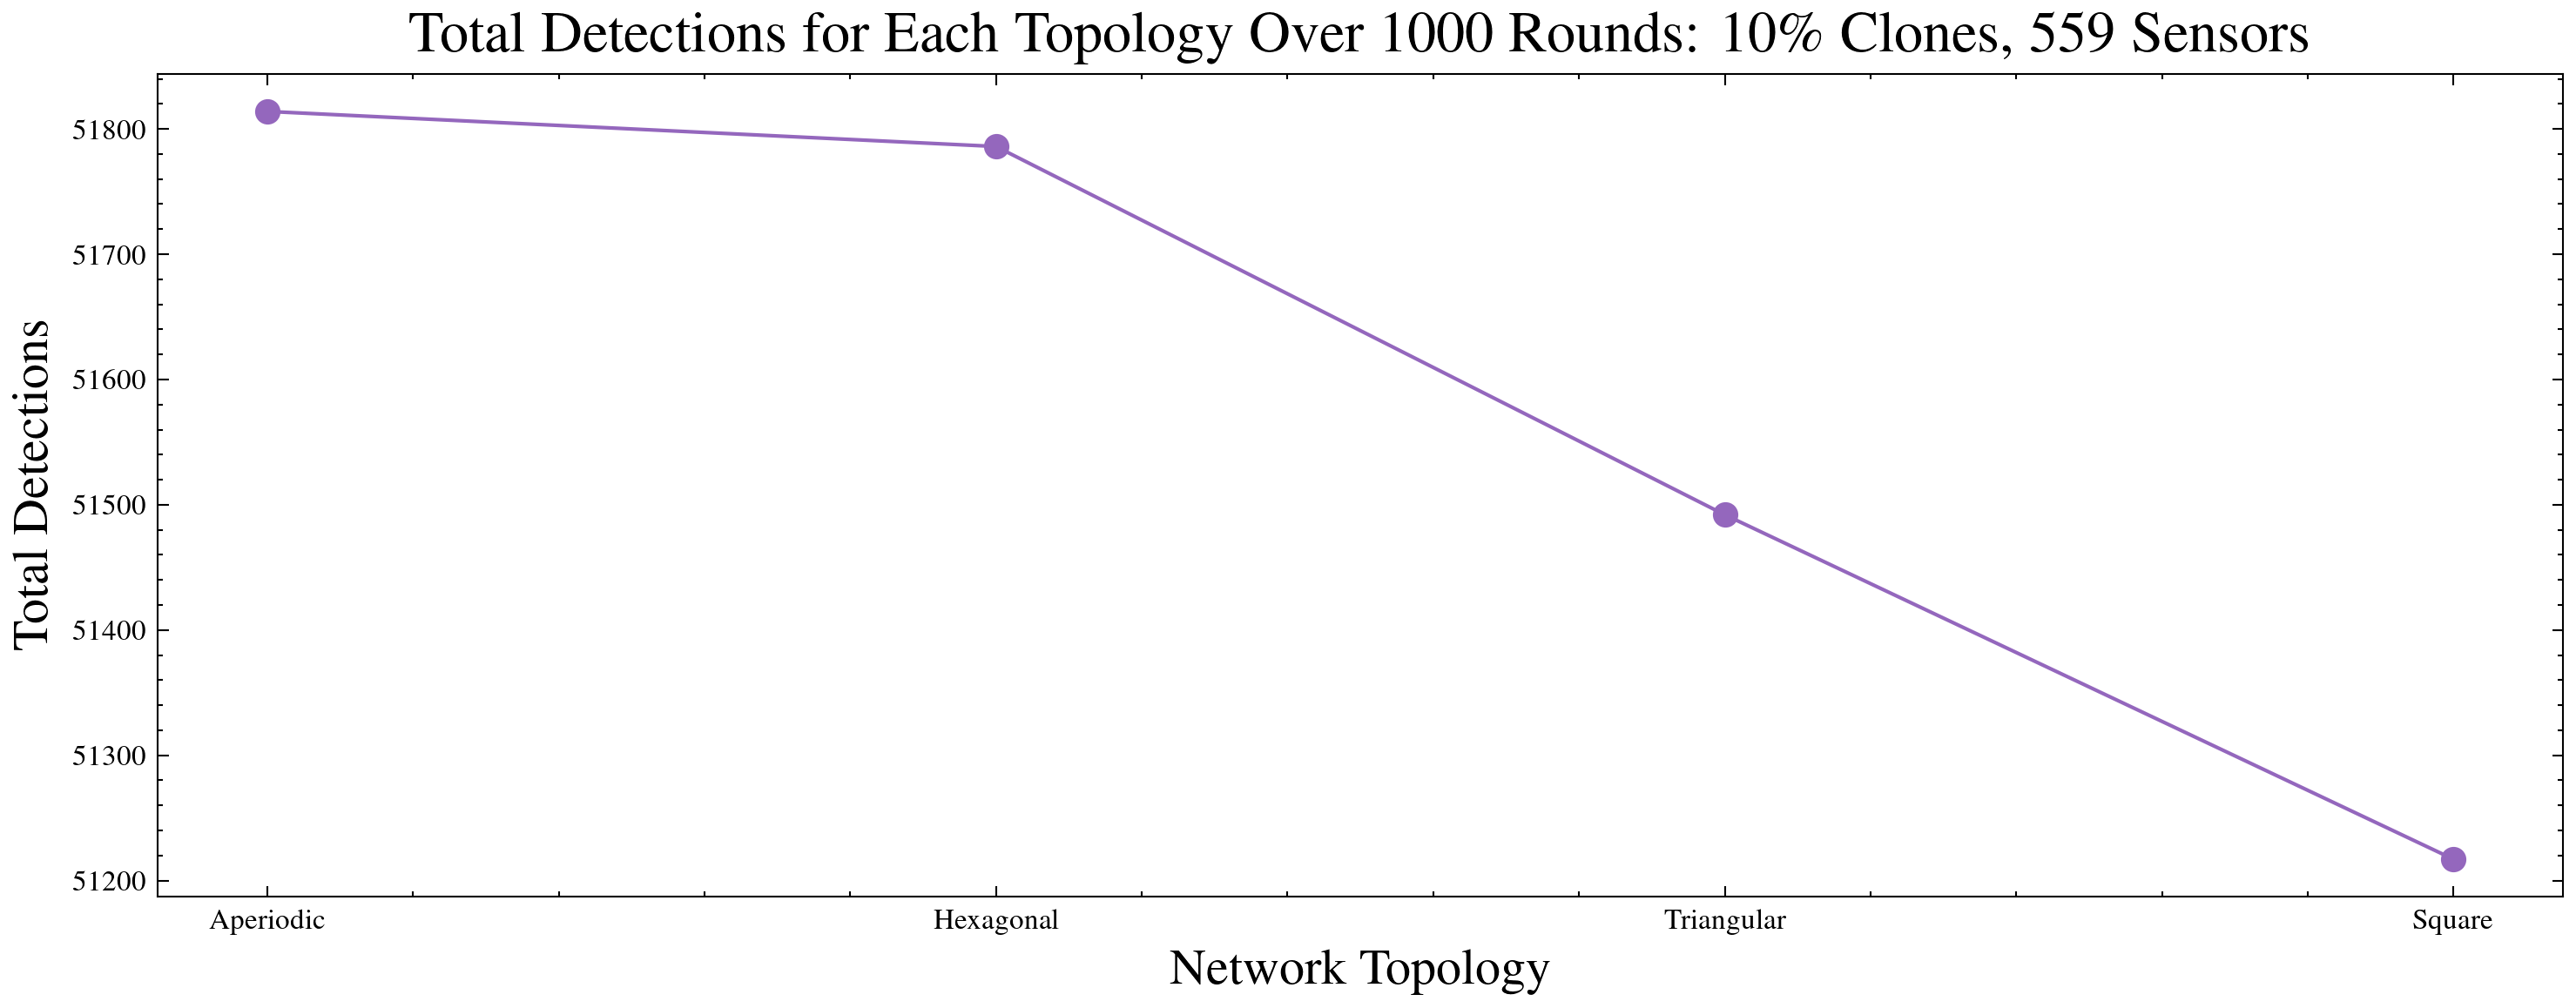 Total Detections for Each Topology Over 1000 Rounds: 10% Clones, 559 Sensors
Total Detections
51800
51700
51600
51500
51400
51300
51200
Aperiodic
Hexagonal
Triangular
Square
Network Topology